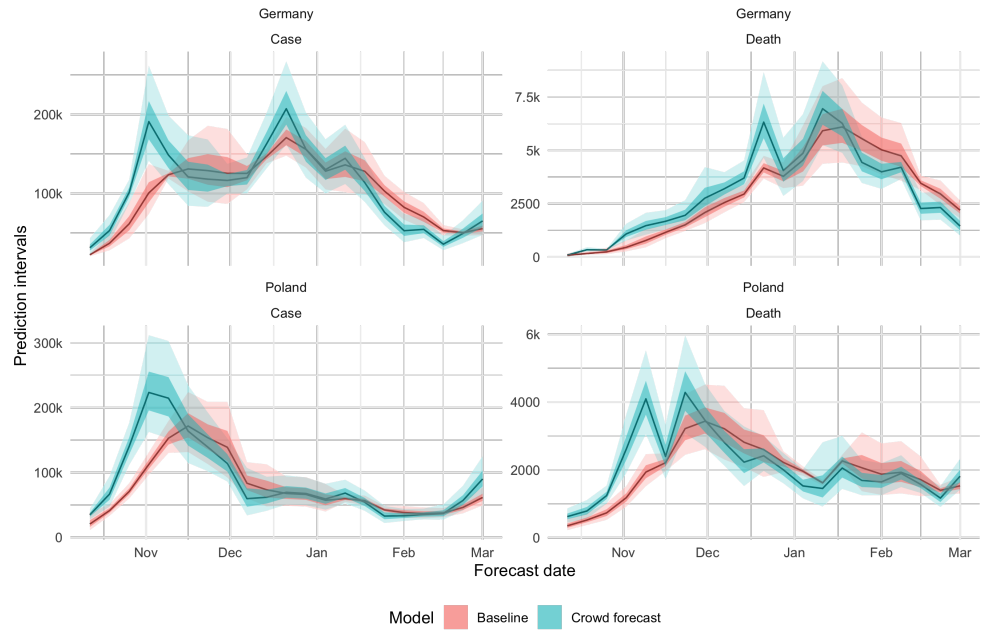 Germany
Germany
Case
Death
200k
100k
7.5k
5k
2500
0
Prediction intervals
Poland
Poland
Case
Death
300k
200k
100k
0
6k
4000
2000
0
Nov Dec Jan Feb Mar
Nov Dec Jan Feb Mar
Forecast date
Model Baseline Crowd forecast